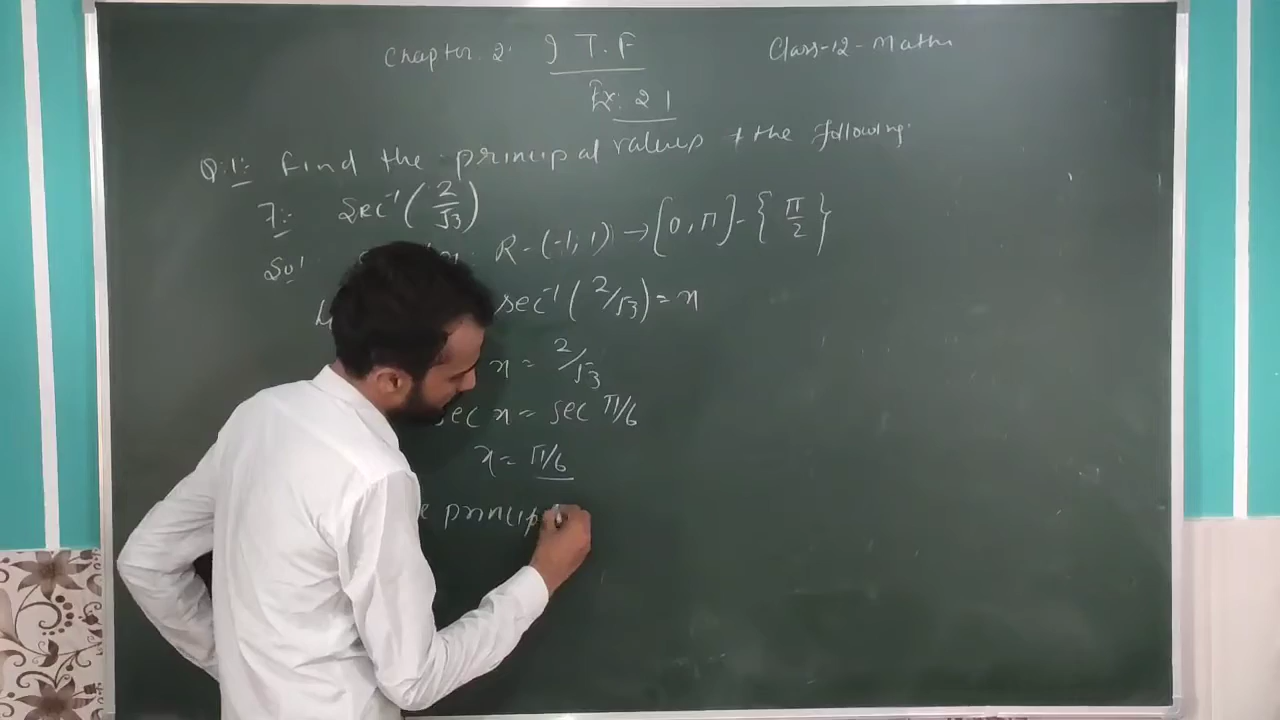 Chapter 2: I T.F Class-12-Maths
Ex: 2.1
Q.1:- Find the principal values of the following:
7:- Sec⁻¹(2/√3)
Sol R-(-1,1) → [0,π]-{π/2}
sec⁻¹(2/√3) = x
x = 2/√3
sec x = sec π/6
x = π/6
princip